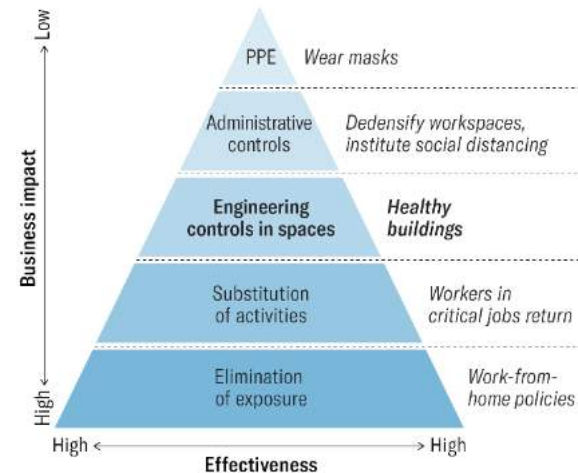 Low
Business impact
High
PPE
Wear masks
Administrative
controls
Dedensify workspaces,
institute social distancing
Engineering
controls in spaces
Healthy
buildings
Substitution
of activities
Workers in
critical jobs return
Elimination
of exposure
Work-from-
home policies
High
High
Effectiveness